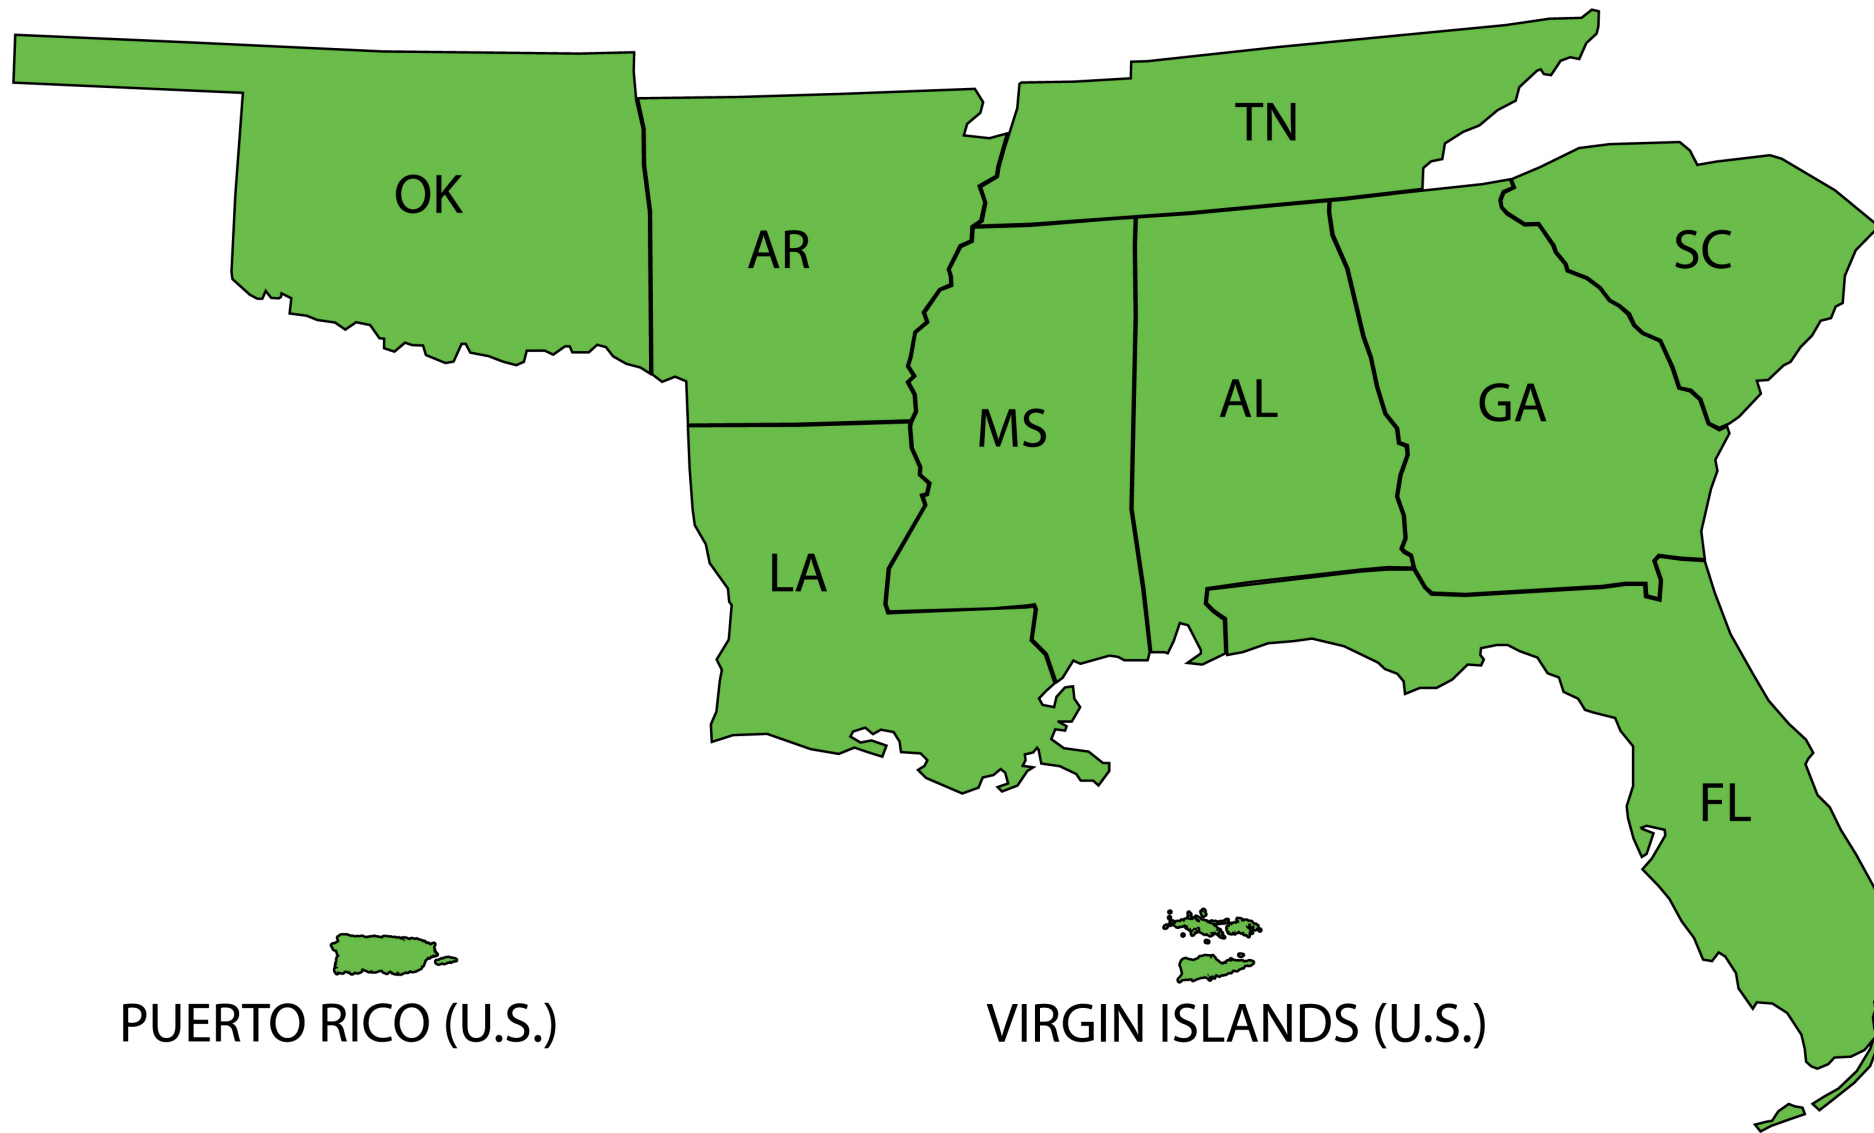 TN
OK
AR
SC
AL
GA
MS
LA
FL
PUERTO RICO (U.S.)
VIRGIN ISLANDS (U.S.)